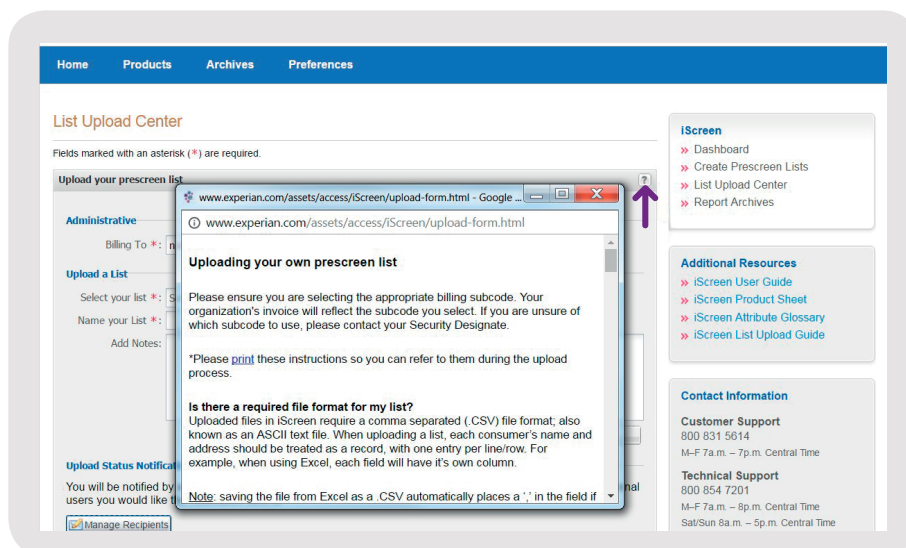 Home Products Archives Preferences
List Upload Center
Fields marked with an asterisk (*) are required.
Upload your prescreen list
?
Administrative
Billing To *:
Upload a List
Select your list *:
Name your List *:
Add Notes:
Upload Status
You will be notified by
users you would like
Manage Recipients
www.experian.com/assets/access/iScreen/upload-form.html - Google ...
www.experian.com/assets/access/iScreen/upload-form.html
Uploading your own prescreen list
Please ensure you are selecting the appropriate billing subcode. Your
organization's invoice will reflect the subcode you select. If you are unsure of
which subcode to use, please contact your Security Designate.
*Please print these instructions so you can refer to them during the upload
process.
Is there a required file format for my list?
Uploaded files in iScreen require a comma separated (.CSV) file format; also
known as an ASCII text file. When uploading a list, each consumer's name and
address should be treated as a record, with one entry per line/row. For
example, when using Excel, each field will have it's own column.
Note: saving the file from Excel as a .CSV automatically places a ',' in the field if
iScreen
» Dashboard
» Create Prescreen Lists
» List Upload Center
» Report Archives
Additional Resources
» iScreen User Guide
» iScreen Product Sheet
» iScreen Attribute Glossary
» iScreen List Upload Guide
Contact Information
Customer Support
800 831 5614
M–F 7a.m. – 7p.m. Central Time
Technical Support
800 854 7201
M–F 7a.m. – 8p.m. Central Time
Sat/Sun 8a.m. – 5p.m. Central Time